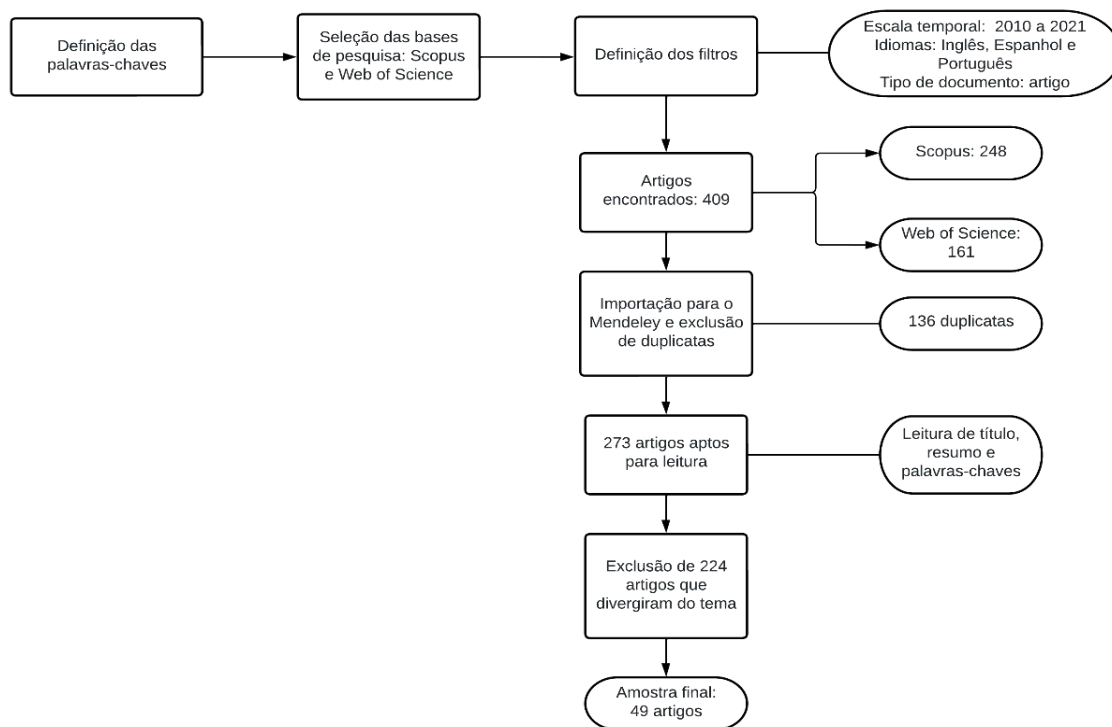 Definição das
palavras-chaves
Seleção das bases
de pesquisa: Scopus
e Web of Science
Definição dos filtros
Escala temporal: 2010 a 2021
Idiomas: Inglês, Espanhol e
Português
Tipo de documento: artigo
Artigos
encontrados: 409
Scopus: 248
Web of Science:
161
Importação para o
Mendeley e exclusão
de duplicatas
136 duplicatas
273 artigos aptos
para leitura
Leitura de título,
resumo e
palavras-chaves
Exclusão de 224
artigos que
divergiram do tema
Amostra final:
49 artigos